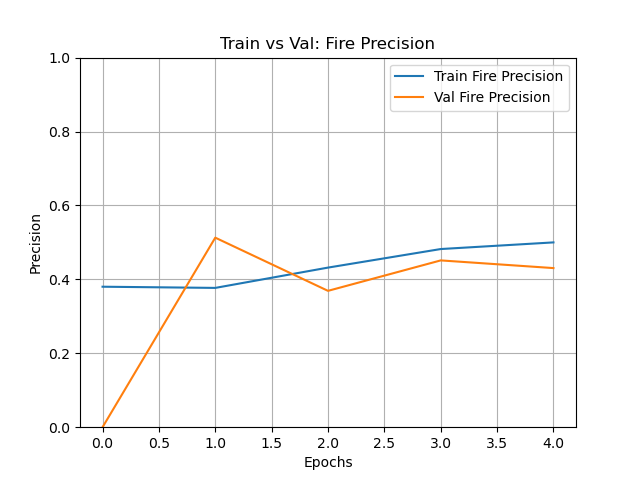 Train vs Val: Fire Precision
Train Fire Precision
Val Fire Precision
Precision
1.0
0.8
0.6
0.4
0.2
0.0
0.0 0.5 1.0 1.5 2.0 2.5 3.0 3.5 4.0
Epochs